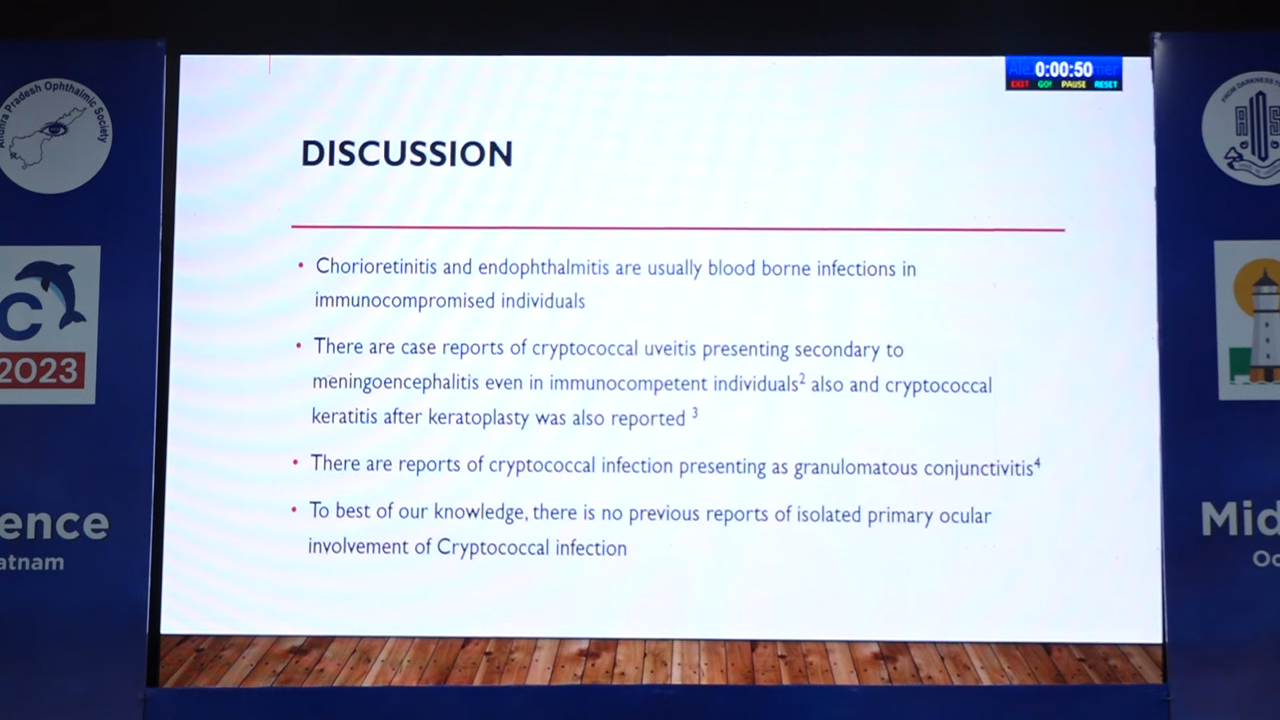 0:00:50
EXIT GO! PAUSE RESET
Andhra Pradesh Ophthalmic Society
DISCUSSION
• Chorioretinitis and endophthalmitis are usually blood borne infections in
immunocompromised individuals
• There are case reports of cryptococcal uveitis presenting secondary to
meningoencephalitis even in immunocompetent individuals² also and cryptococcal
keratitis after keratoplasty was also reported ³
• There are reports of cryptococcal infection presenting as granulomatous conjunctivitis⁴
• To best of our knowledge, there is no previous reports of isolated primary ocular
involvement of Cryptococcal infection
C
2023
ence
atnam
Mid
Oc